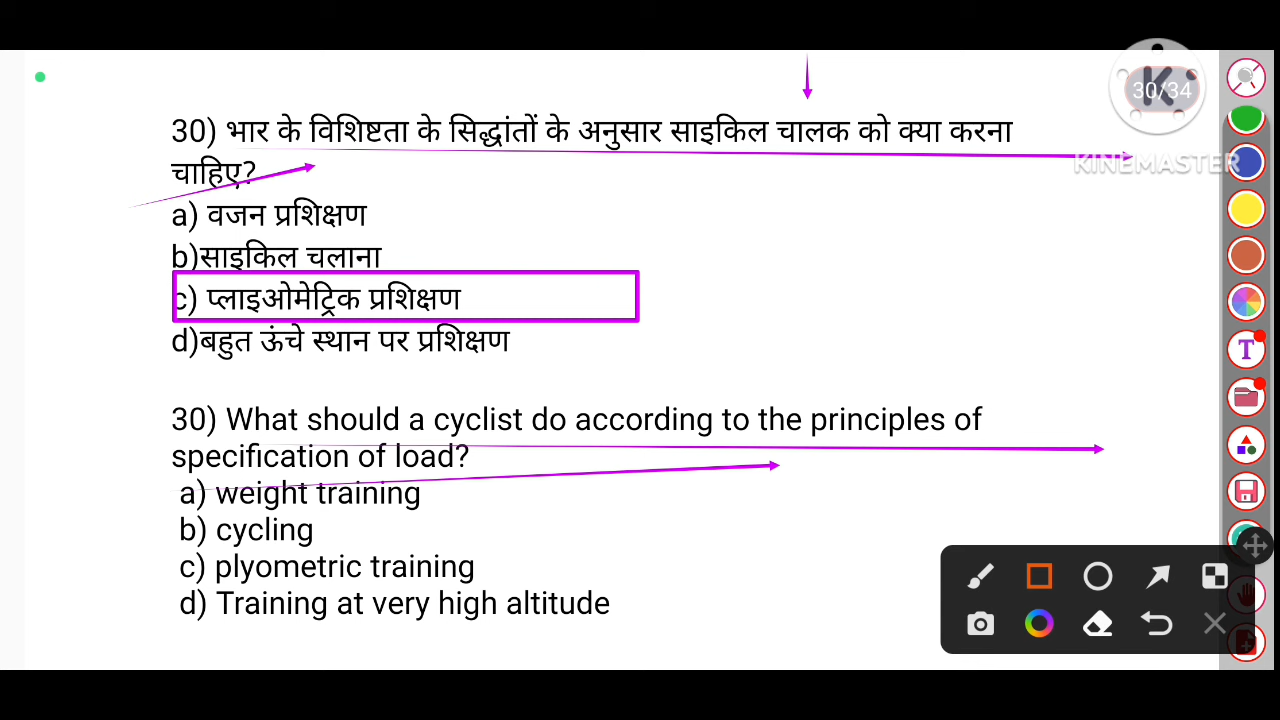 30/34
KINEMASTER
30) भार के विशिष्टता के सिद्धांतों के अनुसार साइकिल चालक को क्या करना
चाहिए?
a) वजन प्रशिक्षण
b)साइकिल चलाना
c) प्लाइओमेट्रिक प्रशिक्षण
d)बहुत ऊंचे स्थान पर प्रशिक्षण
30) What should a cyclist do according to the principles of
specification of load?
a) weight training
b) cycling
c) plyometric training
d) Training at very high altitude
K
T